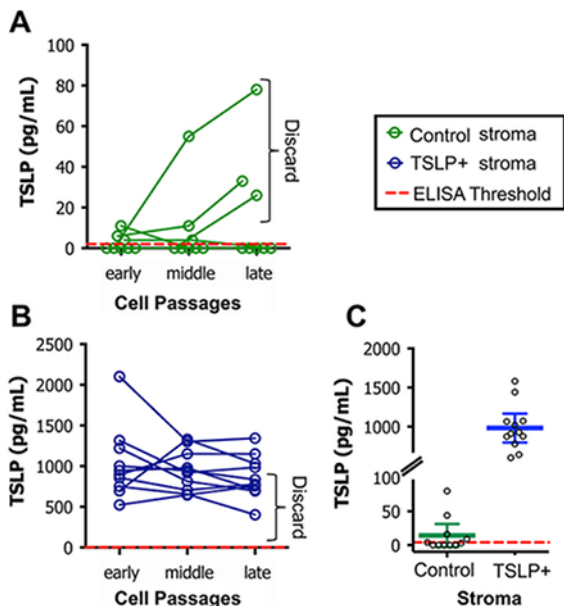 A
TSLP (pg/mL)
100
80
60
40
20
0
early middle late
Cell Passages
Discard
Control stroma
TSLP+ stroma
ELISA Threshold
B
TSLP (pg/mL)
2500
2000
1500
1000
500
0
early middle late
Cell Passages
Discard
C
TSLP (pg/mL)
2000
1500
1000
100
50
0
Control TSLP+
Stroma